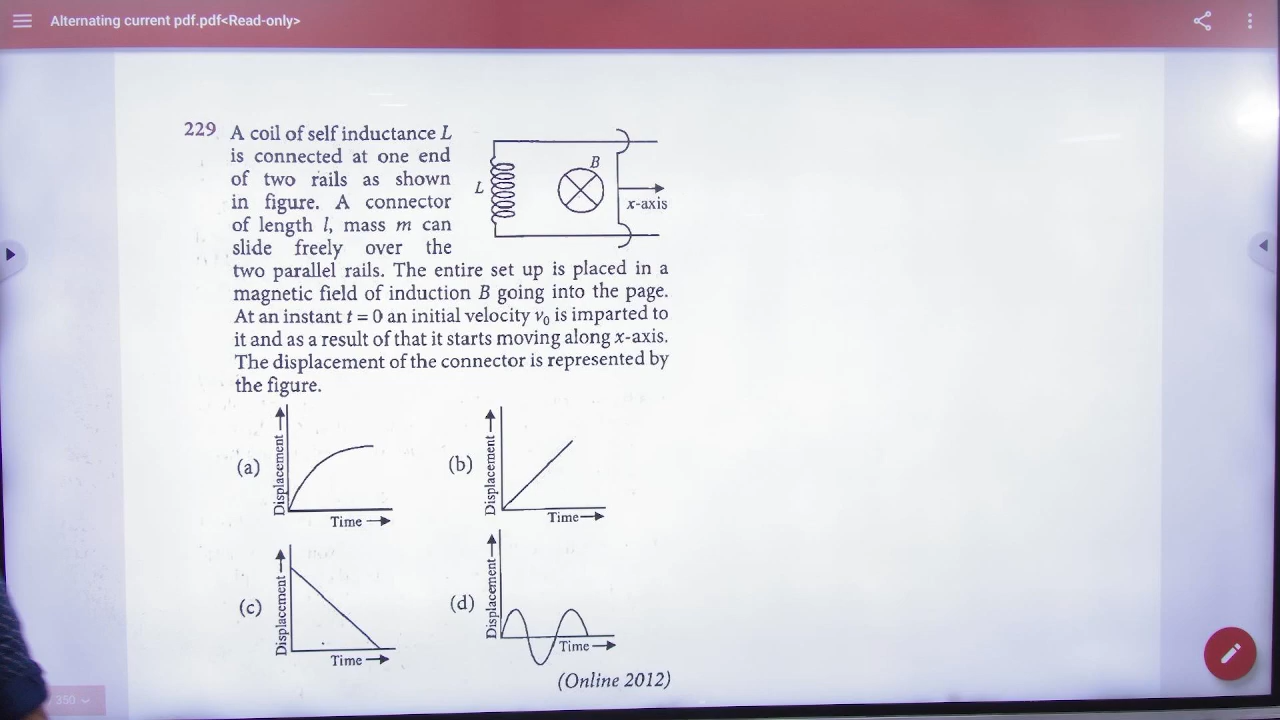 Alternating current pdf.pdf<Read-only>
229 A coil of self inductance L
is connected at one end
of two rails as shown
in figure. A connector
of length l, mass m can
slide freely over the
two parallel rails. The entire set up is placed in a
magnetic field of induction B going into the page.
At an instant t = 0 an initial velocity v₀ is imparted to
it and as a result of that it starts moving along x-axis.
The displacement of the connector is represented by
the figure.
L
B
x-axis
(a)
Displacement
Time
(b)
Displacement
Time
(c)
Displacement
Time
(d)
Displacement
Time
(Online 2012)
350